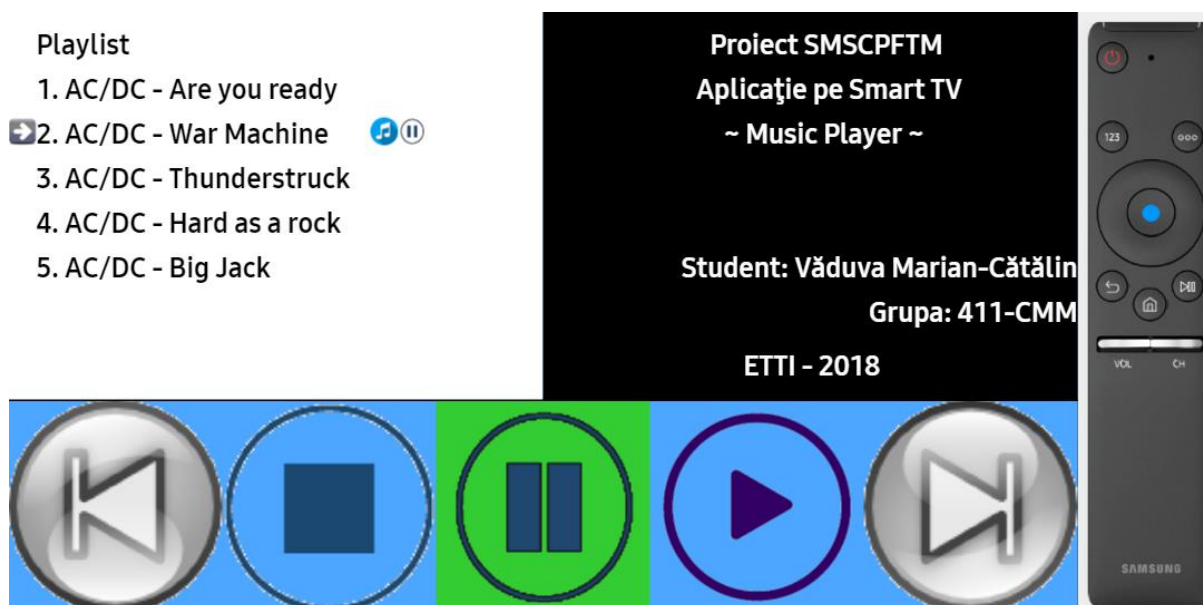 Playlist
1. AC/DC - Are you ready
2. AC/DC - War Machine
3. AC/DC - Thunderstruck
4. AC/DC - Hard as a rock
5. AC/DC - Big Jack
Proiect SMSCPFTM
Aplicaţie pe Smart TV
~ Music Player ~
Student: Văduva Marian-Cătălin
Grupa: 411-CMM
ETTI - 2018
123
VOL CH
SAMSUNG